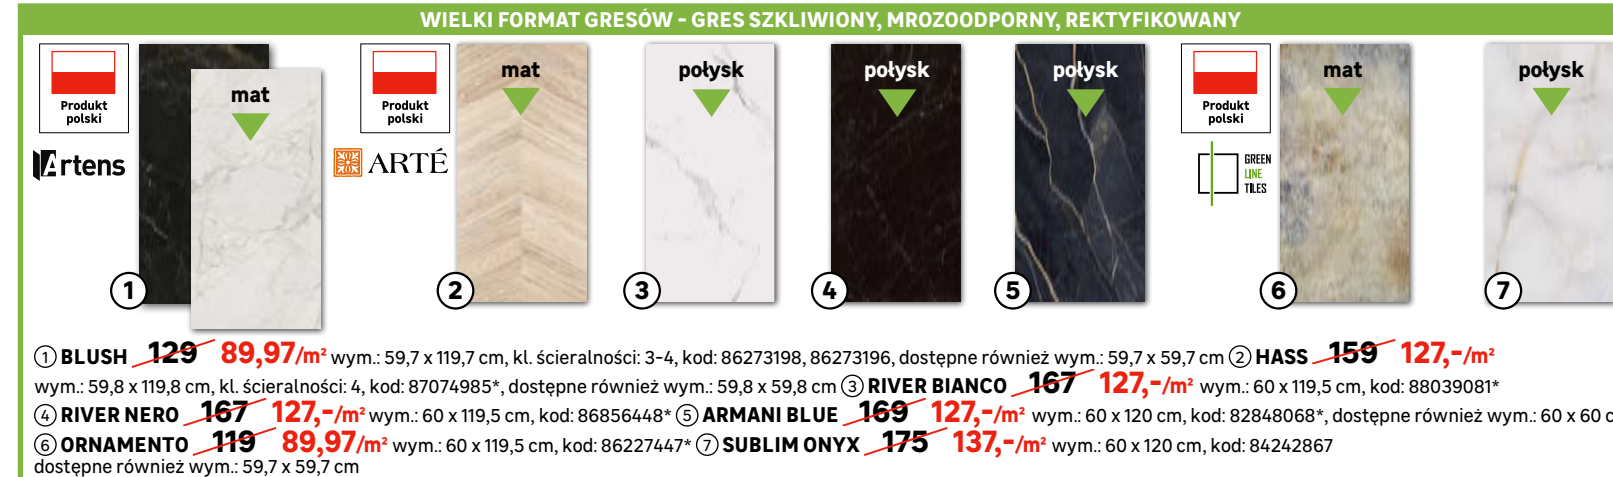 WIELKI FORMAT GRESÓW - GRES SZKLIWIONY, MROZOODPORNY, REKTYFIKOWANY
Produkt
polski
Artens
mat
1
Produkt
polski
ARTÉ
mat
2
połysk
3
połysk
4
połysk
5
Produkt
polski
GREEN
LINE
TILES
mat
6
połysk
7
① BLUSH 129 89,97/m² wym.: 59,7 x 119,7 cm, kl. ścieralności: 3-4, kod: 86273198, 86273196, dostępne również wym.: 59,7 x 59,7 cm ② HASS 159 127,-/m²
wym.: 59,8 x 119,8 cm, kl. ścieralności: 4, kod: 87074985*, dostępne również wym.: 59,8 x 59,8 cm ③ RIVER BIANCO 167 127,-/m² wym.: 60 x 119,5 cm, kod: 88039081*
④ RIVER NERO 167 127,-/m² wym.: 60 x 119,5 cm, kod: 86856448* ⑤ ARMANI BLUE 169 127,-/m² wym.: 60 x 120 cm, kod: 82848068*, dostępne również wym.: 60 x 60 c
⑥ ORNAMENTO 119 89,97/m² wym.: 60 x 119,5 cm, kod: 86227447* ⑦ SUBLIM ONYX 175 137,-/m² wym.: 60 x 120 cm, kod: 84242867
dostępne również wym.: 59,7 x 59,7 cm